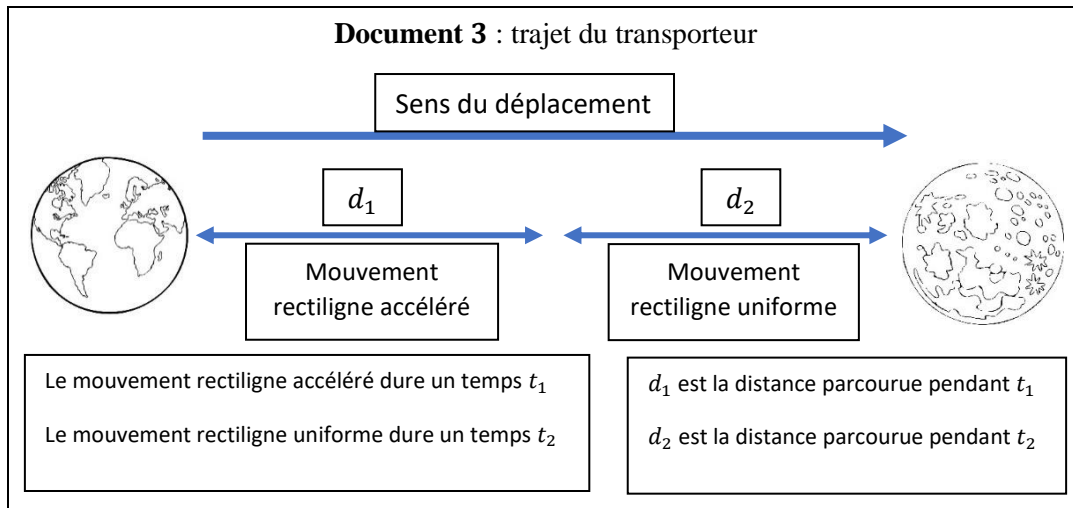 Document 3 : trajet du transporteur
Sens du déplacement
d₁
d₂
Mouvement
rectiligne accéléré
Mouvement
rectiligne uniforme
Le mouvement rectiligne accéléré dure un temps t₁
Le mouvement rectiligne uniforme dure un temps t₂
d₁ est la distance parcourue pendant t₁
d₂ est la distance parcourue pendant t₂